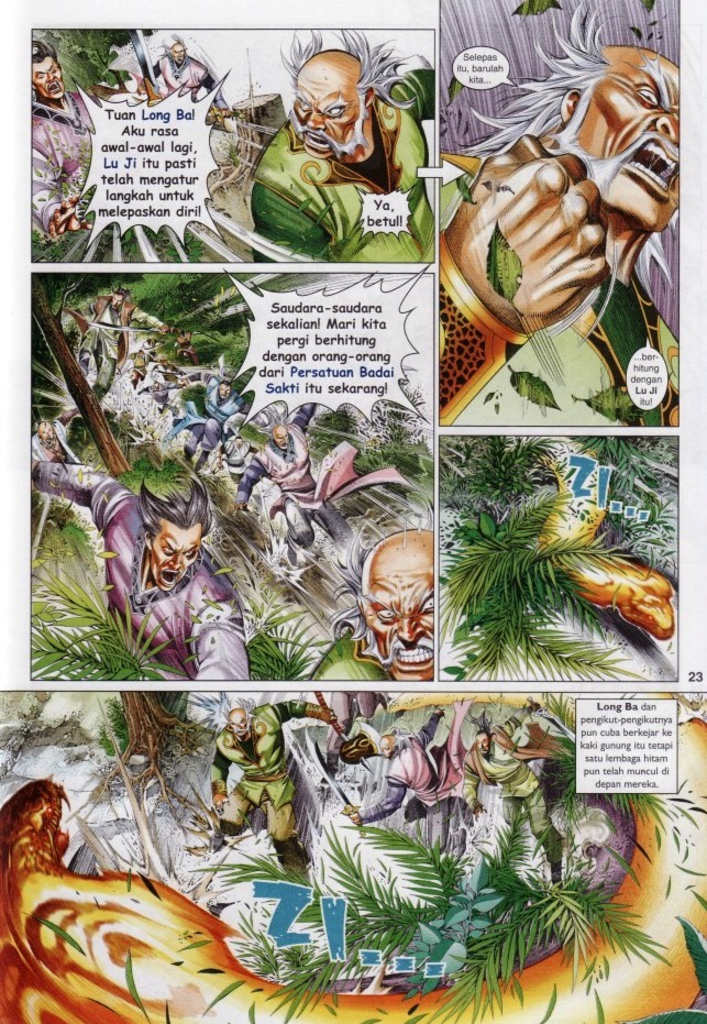 Tuan Long Ba!
Aku rasa
awal-awal lagi,
Lu Ji itu pasti
telah mengatur
langkah untuk
melepaskan diri!
Ya,
betul!
Selepas
itu, barulah
kita...
...ber-
hitung
dengan
Lu Ji
itu!
Saudara-saudara
sekalian! Mari kita
pergi berhitung
dengan orang-orang
dari Persatuan Badai
Sakti itu sekarang!
ZI...
23
Long Ba dan
pengikut-pengikutnya
pun cuba berkejar ke
kaki gunung itu tetapi
satu lembaga hitam
pun telah muncul di
depan mereka.
ZI....